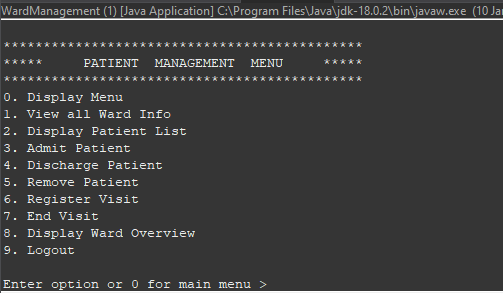 WardManagement (1) [Java Application] C:\Program Files\Java\jdk-18.0.2\bin\javaw.exe (10 Jan
*********************************************
***** PATIENT MANAGEMENT MENU *****
*********************************************
0. Display Menu
1. View all Ward Info
2. Display Patient List
3. Admit Patient
4. Discharge Patient
5. Remove Patient
6. Register Visit
7. End Visit
8. Display Ward Overview
9. Logout
Enter option or 0 for main menu >